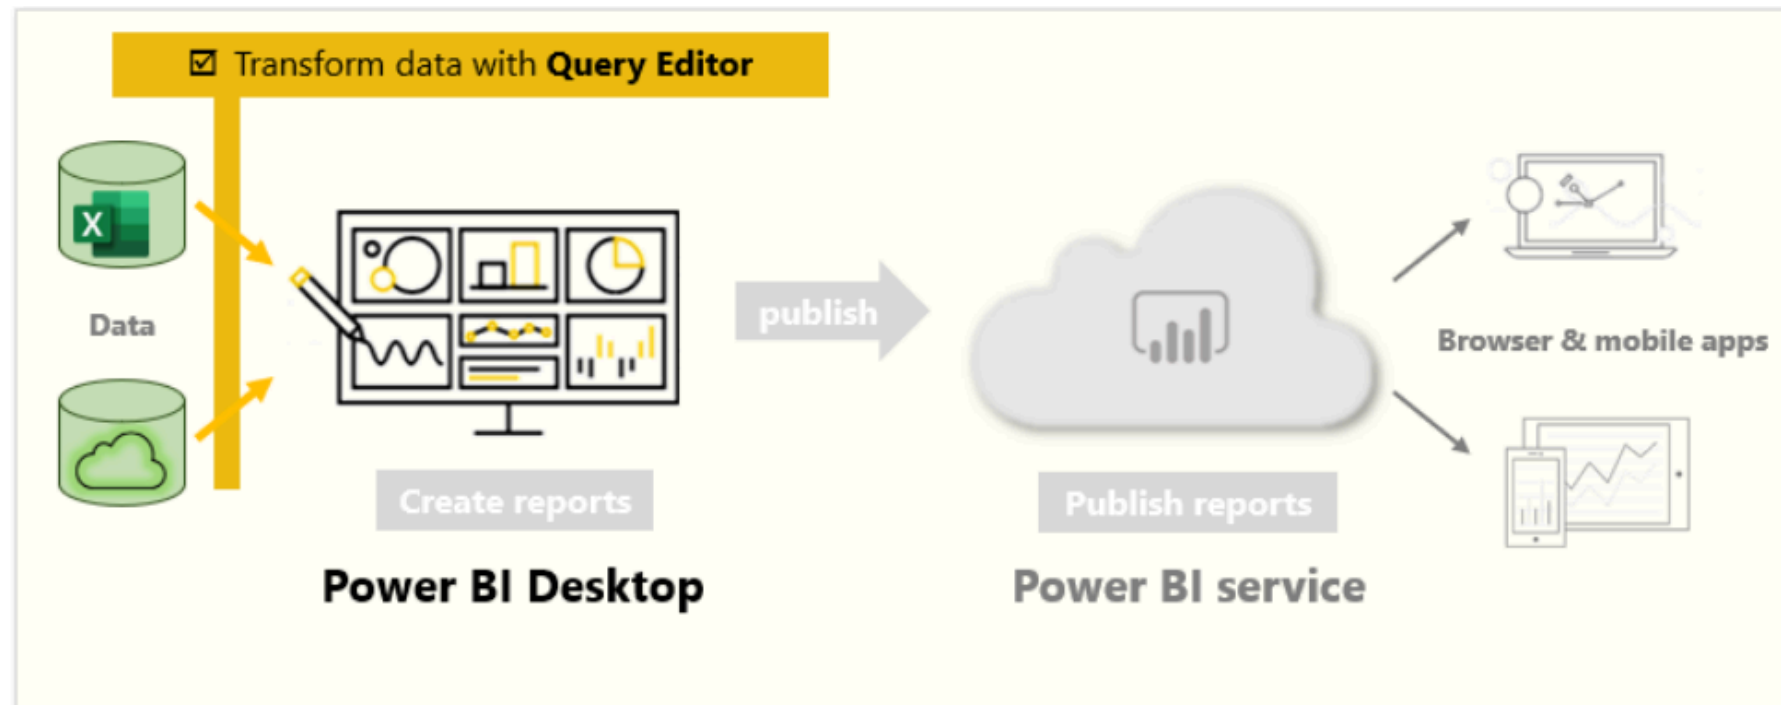 Transform data with Query Editor
X
Data
publish
Browser & mobile apps
Create reports
Publish reports
Power BI Desktop
Power BI service